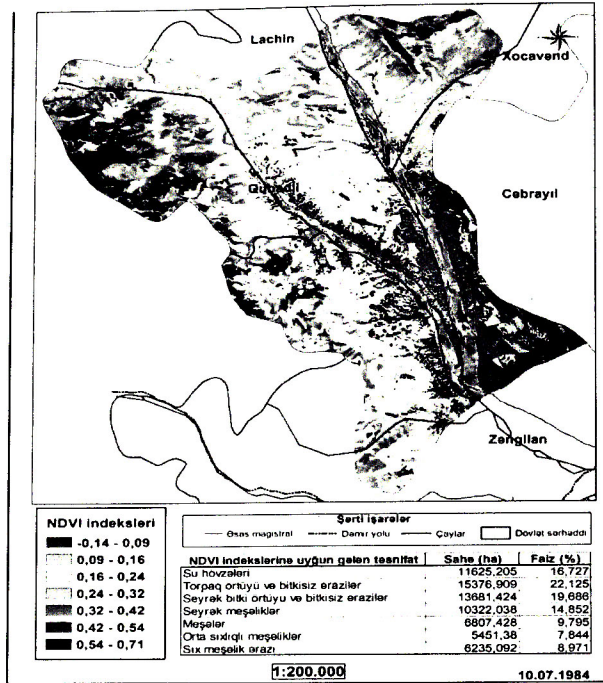 Lachin
Xocavənd
Qubadlı
Cəbrayıl
Zəngilan
NDVI indeksləri
-0,14 - 0,09
0,09 - 0,16
0,16 - 0,24
0,24 - 0,32
0,32 - 0,42
0,42 - 0,54
0,54 - 0,71
Şərti işarələr
Əsas magistral Dəmir yolu Çaylar Dövlət sərhəddi
NDVI indekslərinə uyğun gələn təsnifat Sahə (ha) Faiz (%)
Su hövzələri 11625,205 16,727
Torpaq örtüyü və bitkisiz ərazilər 15376,909 22,125
Seyrək bitki örtüyü və bitkisiz ərazilər 13681,424 19,686
Seyrək meşəliklər 10322,038 14,852
Meşələr 6807,428 9,795
Orta sıxlıqlı meşəliklər 5451,38 7,844
Sıx meşəlik ərazi 6235,092 8,971
1:200.000
10.07.1984